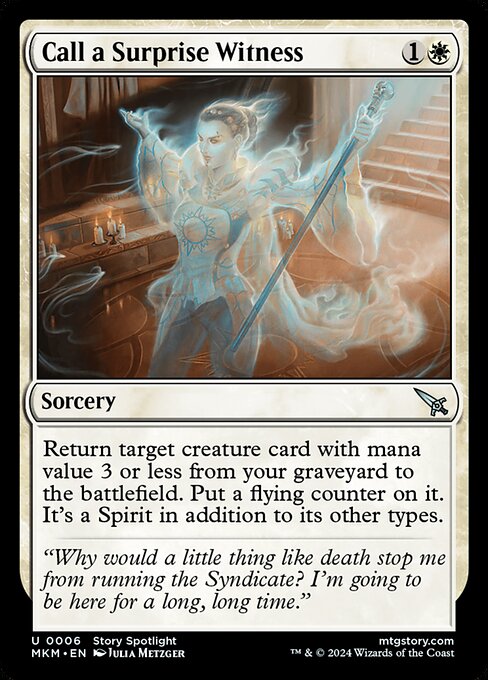 Call a Surprise Witness 1
Sorcery
Return target creature card with mana
value 3 or less from your graveyard to
the battlefield. Put a flying counter on it.
It's a Spirit in addition to its other types.
“Why would a little thing like death stop me
from running the Syndicate? I'm going to
be here for a long, long time.”
U 0006 Story Spotlight mtgstory.com
MKM • EN Julia Metzger ™ & © 2024 Wizards of the Coast